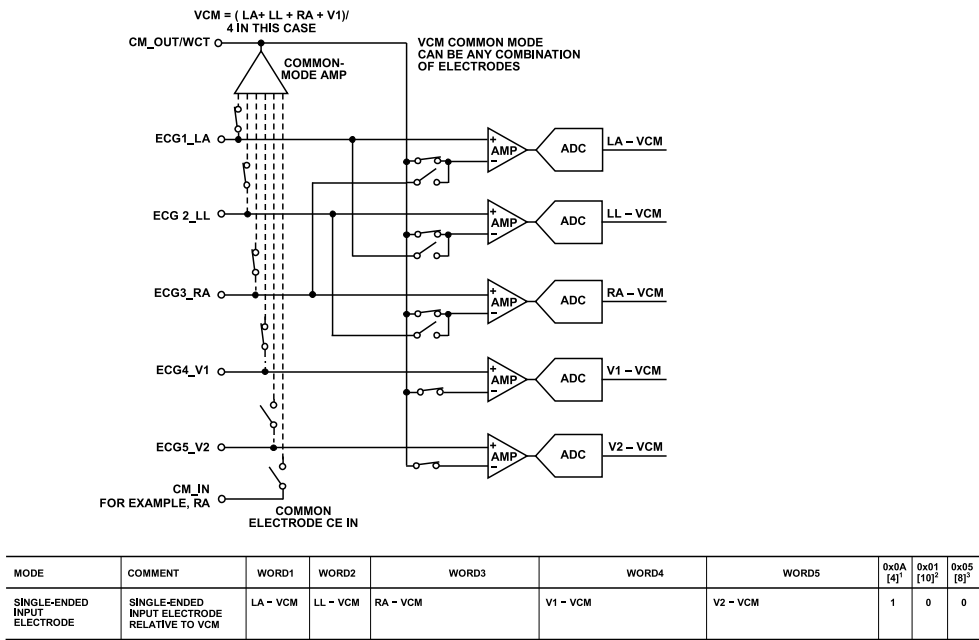 VCM = ( LA+ LL + RA + V1)/
4 IN THIS CASE
CM_OUT/WCT
VCM COMMON MODE
CAN BE ANY COMBINATION
OF ELECTRODES
COMMON-
MODE AMP
ECG1_LA
+
AMP
–
ADC
LA – VCM
ECG 2_LL
+
AMP
–
ADC
LL – VCM
ECG3_RA
+
AMP
–
ADC
RA – VCM
ECG4_V1
+
AMP
–
ADC
V1 – VCM
ECG5_V2
+
AMP
–
ADC
V2 – VCM
CM_IN
FOR EXAMPLE, RA
COMMON
ELECTRODE CE IN
MODE COMMENT WORD1 WORD2 WORD3 WORD4 WORD5 0x0A [4]1 0x01 [10]2 0x05 [8]3
SINGLE-ENDED
INPUT
ELECTRODE
SINGLE-ENDED
INPUT ELECTRODE
RELATIVE TO VCM
LA – VCM LL – VCM RA – VCM V1 – VCM V2 – VCM 1 0 0